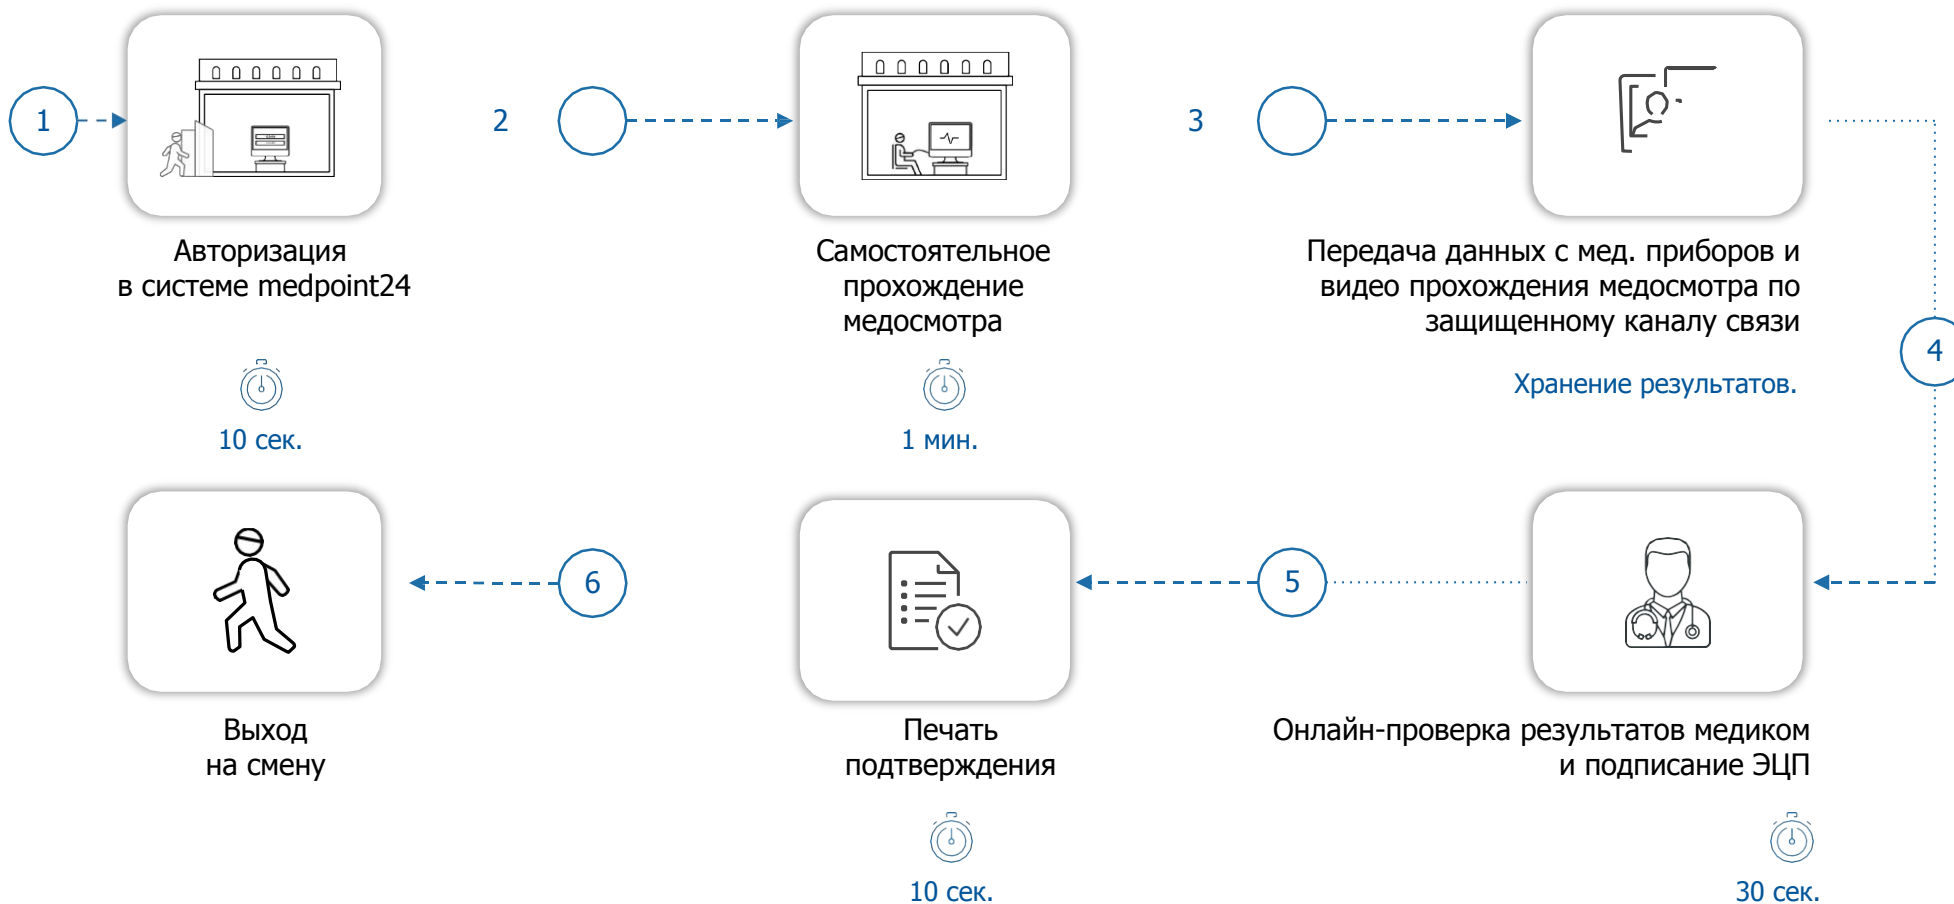 1
Авторизация
в системе medpoint24
10 сек.
2
Самостоятельное
прохождение
медосмотра
1 мин.
3
Передача данных с мед. приборов и
видео прохождения медосмотра по
защищенному каналу связи
Хранение результатов.
4
Онлайн-проверка результатов медиком
и подписание ЭЦП
30 сек.
5
Печать
подтверждения
10 сек.
6
Выход
на смену